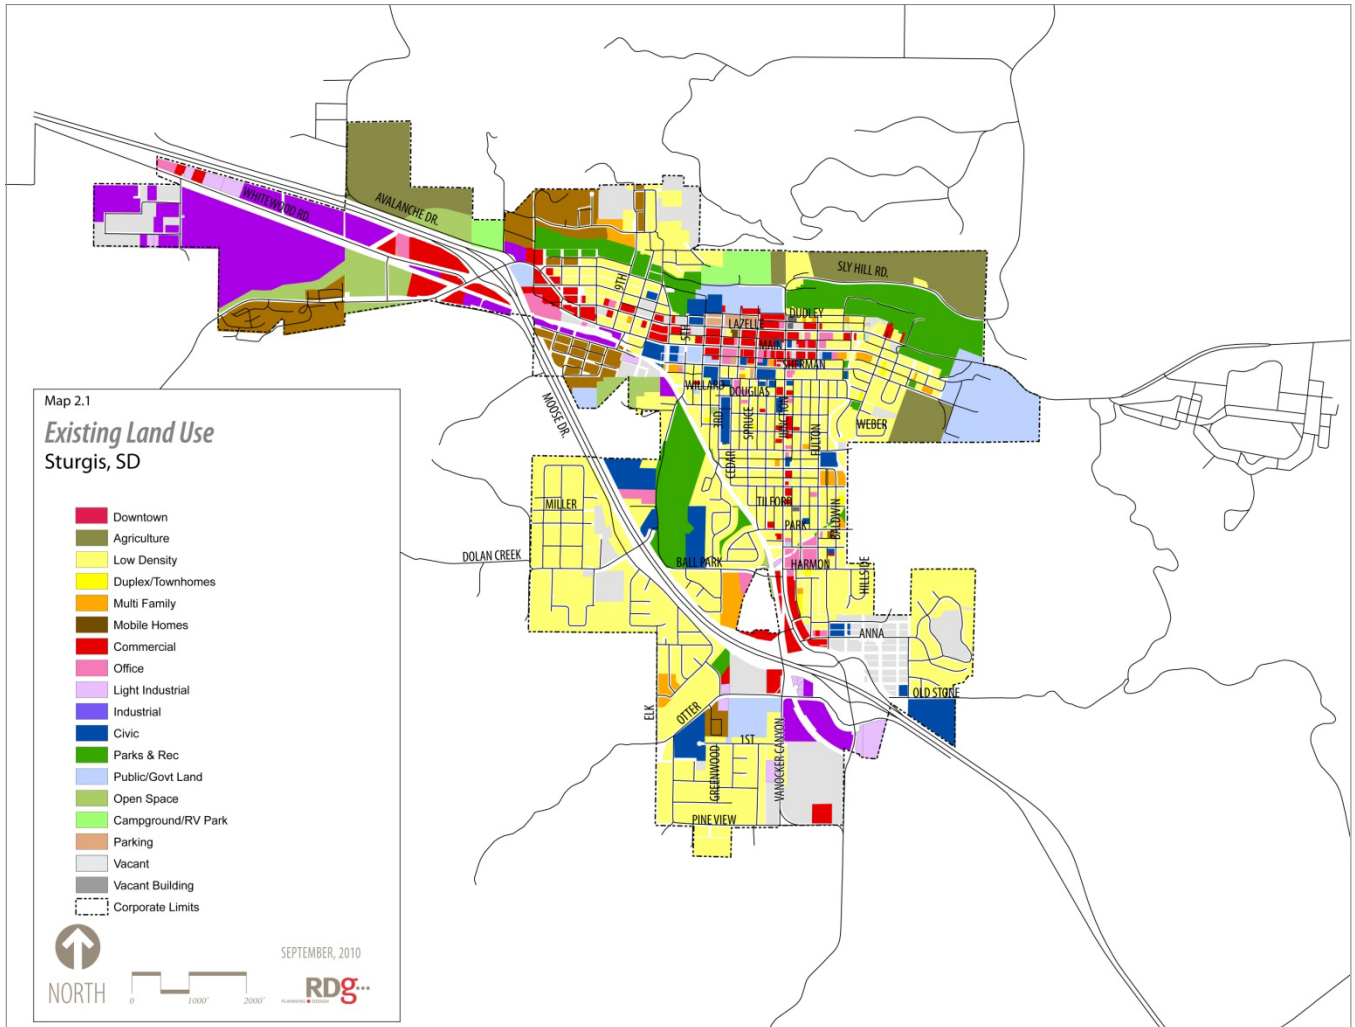 WHITEWOOD RD.
AVALANCHE DR.
SLY HILL RD.
9TH
DUDLEY
5TH
LAZELLE
MAIN
SHERMAN
WILLARD
DOUGLAS
MOOSE DR.
3RD
SPRUCE
JUNCTION
FULTON
WEBER
CEDAR
MILLER
TILFORD
PARK
BALDWIN
DOLAN CREEK
BALL PARK
HARMON
HILLSIDE
ANNA
OLD STONE
ELK
OTTER
1ST
GREENWOOD
VANOCKER CANYON
PINE VIEW
Map 2.1
Existing Land Use
Sturgis, SD
Downtown
Agriculture
Low Density
Duplex/Townhomes
Multi Family
Mobile Homes
Commercial
Office
Light Industrial
Industrial
Civic
Parks & Rec
Public/Govt Land
Open Space
Campground/RV Park
Parking
Vacant
Vacant Building
Corporate Limits
SEPTEMBER, 2010
NORTH
0 1000' 2000'
RDg...
PLANNING DESIGN